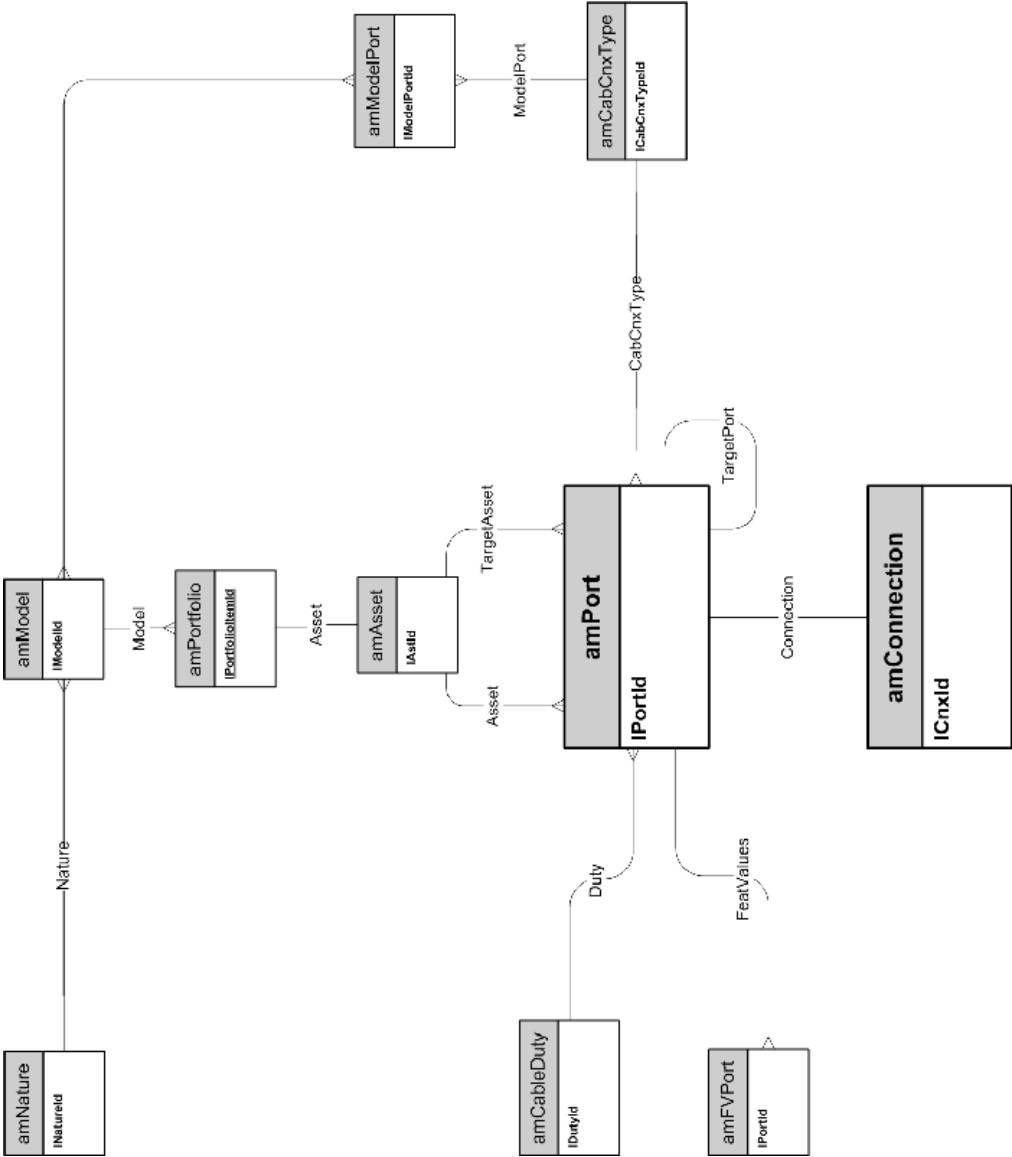 amNature
lNatureId
Nature
amModel
lModelId
Model
amPortfolio
lPortfolioItemId
Asset
amAsset
lAstId
amModelPort
lModelPortId
Asset
TargetAsset
ModelPort
amCableDuty
lDutyId
Duty
amPort
lPortId
CabCnxType
amCabCnxType
lCabCnxTypeId
amFVPort
lPortId
FeatValues
TargetPort
Connection
amConnection
lCnxId